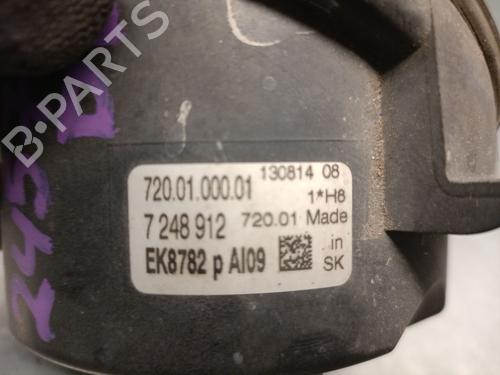 B-PARTS
245 B
720.01.000.01 130814 08
1*H8
7 248 912 720.01 Made
EK8782 p AI09 in
SK